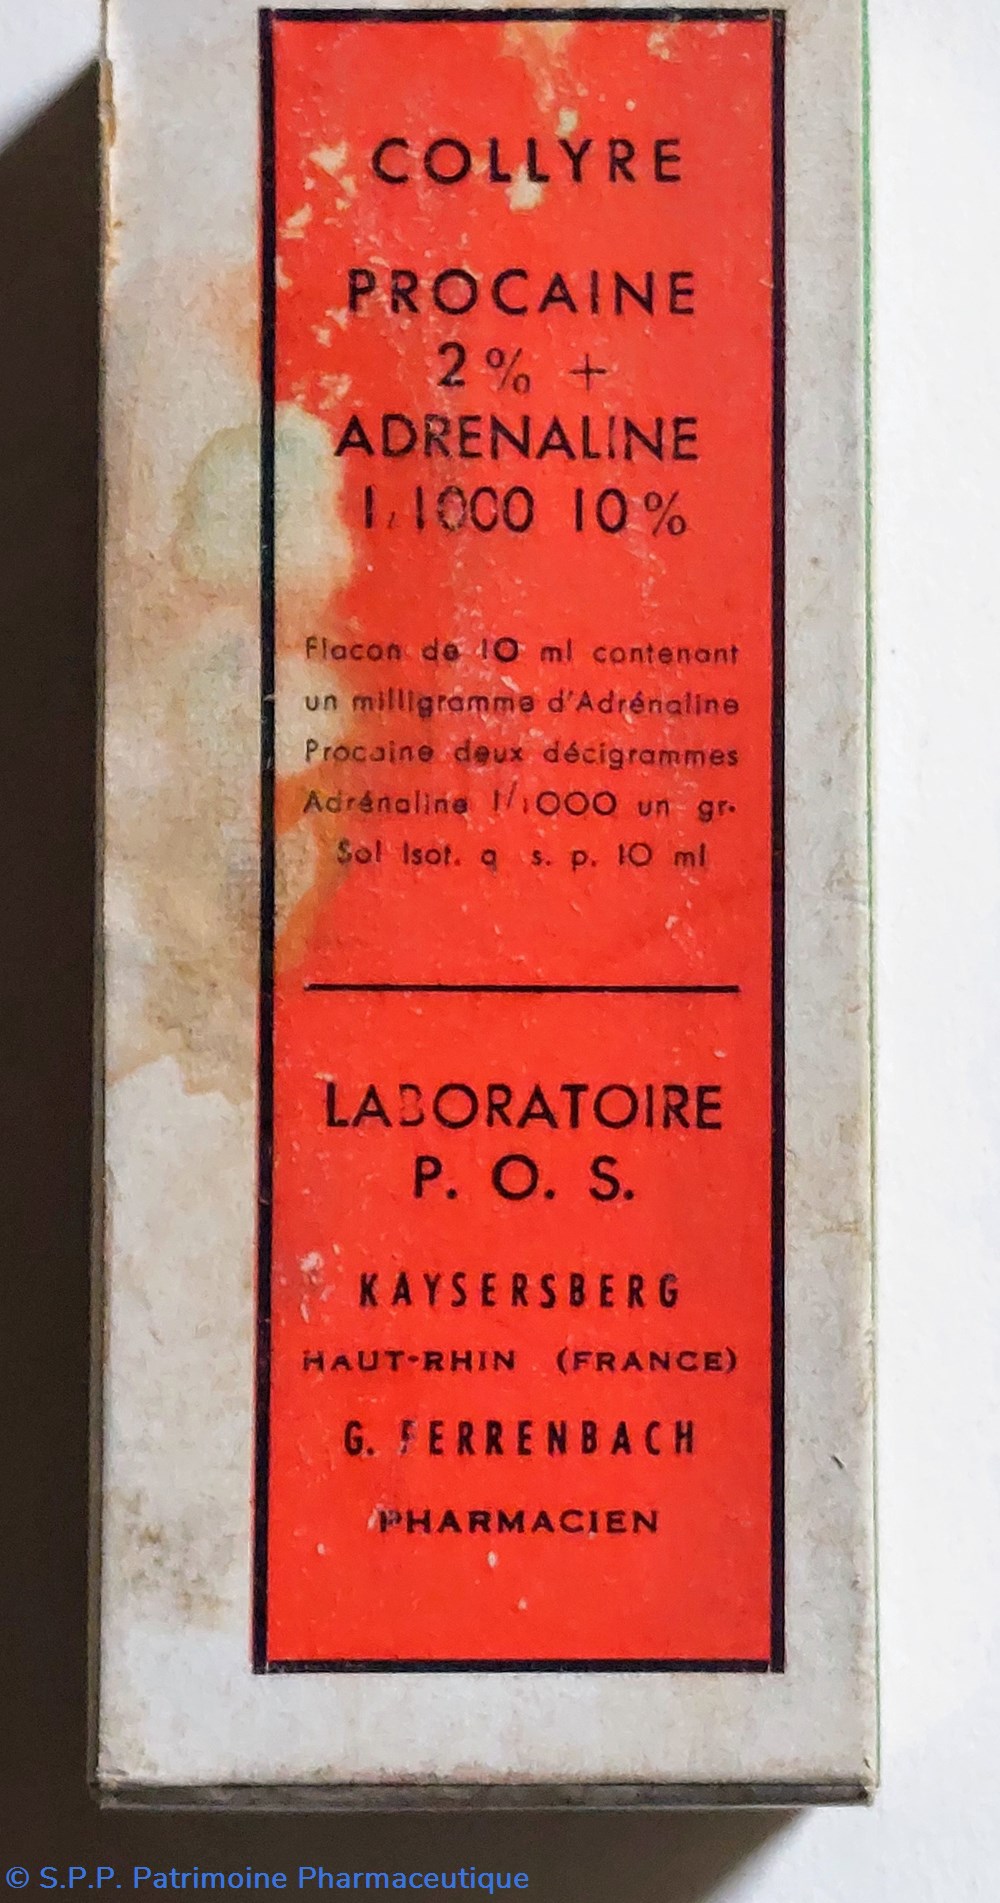 COLLYRE
PROCAINE
2 % +
ADRENALINE
1/1000 10 %
Flacon de 10 ml contenant
un milligramme d'Adrénaline
Procaine deux décigrammes
Adrénaline 1/1000 un gr.
Sol Isot. q s. p. 10 ml
LABORATOIRE
P. O. S.
KAYSERSBERG
HAUT-RHIN (FRANCE)
G. FERRENBACH
PHARMACIEN
© S.P.P. Patrimoine Pharmaceutique